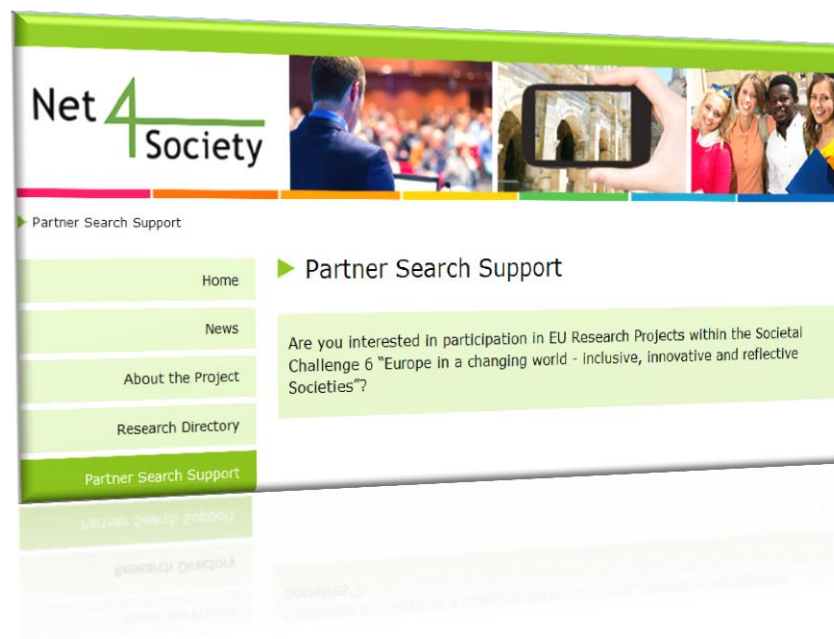 Net 4
Society
Partner Search Support
Home
News
About the Project
Research Directory
Partner Search Support
Partner Search Support
Are you interested in participation in EU Research Projects within the Societal
Challenge 6 "Europe in a changing world - inclusive, innovative and reflective
Societies"?